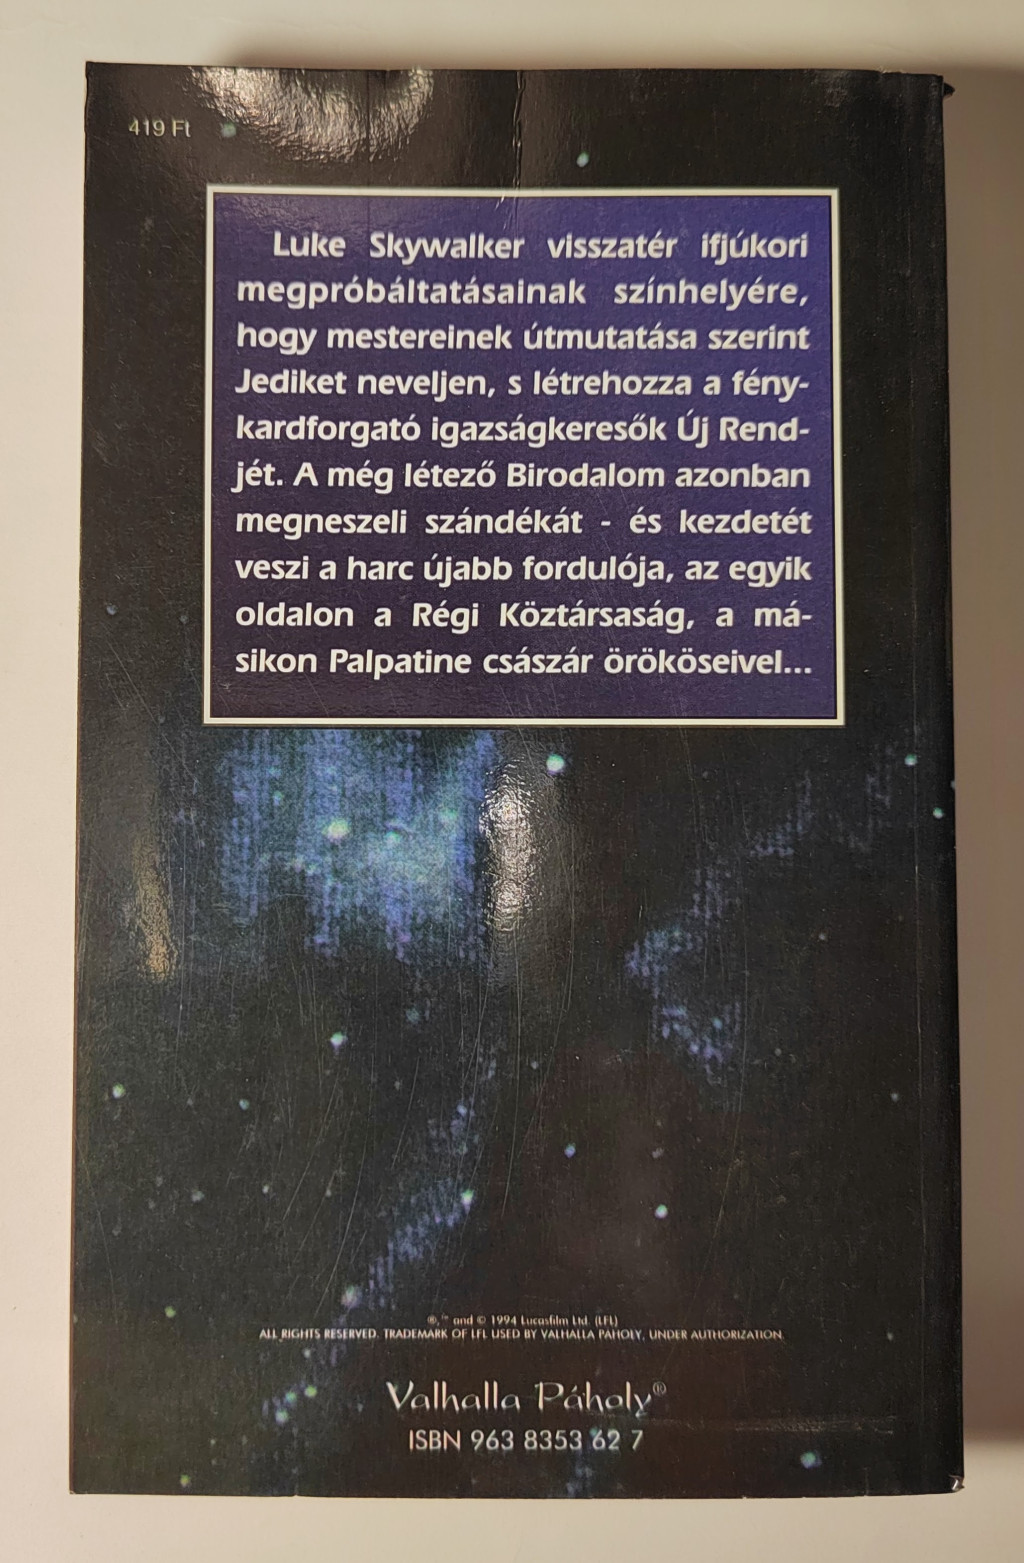 419 Ft
Luke Skywalker visszatér ifjúkori
megpróbáltatásainak színhelyére,
hogy mestereinek útmutatása szerint
Jediket neveljen, s létrehozza a fény-
kardforgató igazságkeresők Új Rend-
jét. A még létező Birodalom azonban
megneszeli szándékát - és kezdetét
veszi a harc újabb fordulója, az egyik
oldalon a Régi Köztársaság, a má-
sikon Palpatine császár örököseivel...
®,™ and © 1994 Lucasfilm Ltd. (LFL)
ALL RIGHTS RESERVED. TRADEMARK OF LFL USED BY VALHALLA PÁHOLY, UNDER AUTHORIZATION.
Valhalla Páholy®
ISBN 963 8353 62 7